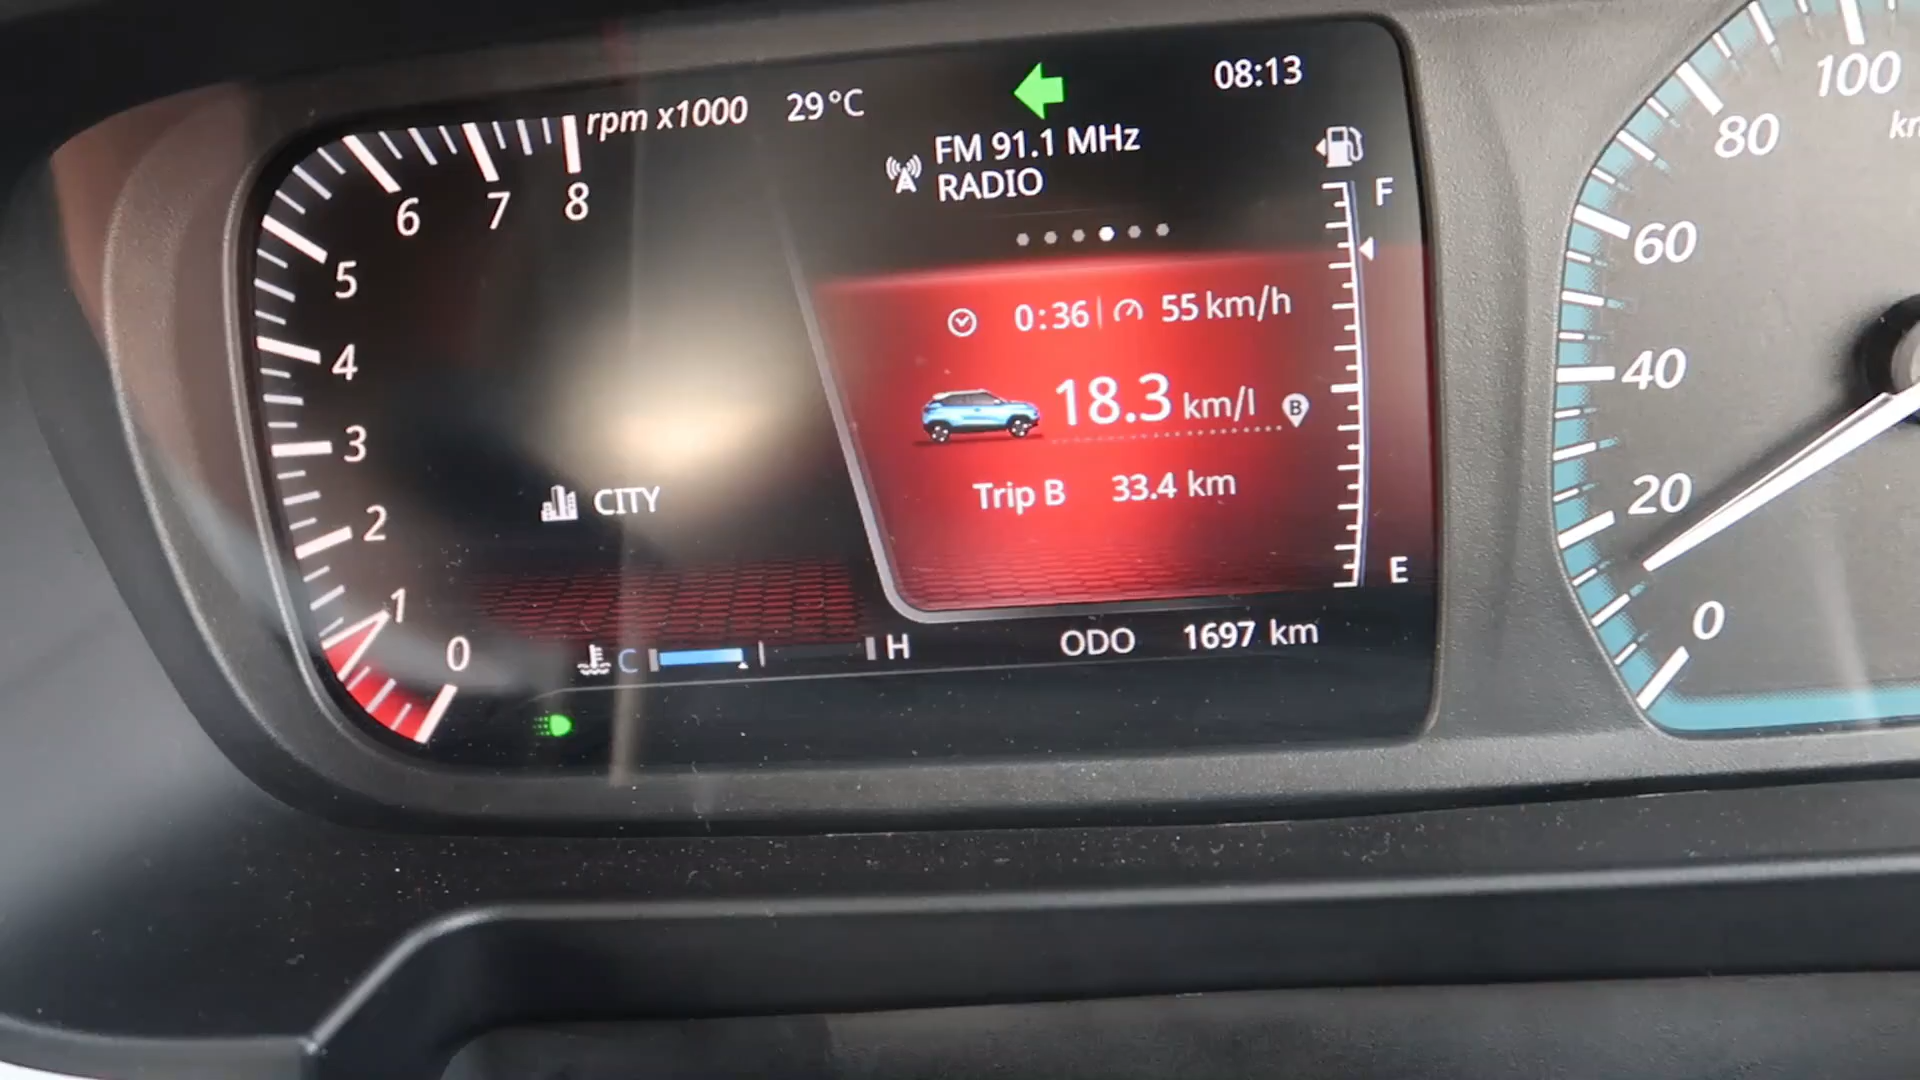 rpm x1000
29°C
08:13
FM 91.1 MHz
RADIO
8
7
6
5
4
3
2
1
0
F
0:36
55 km/h
18.3 km/l
B
CITY
Trip B 33.4 km
E
C
H
ODO 1697 km
100
80
60
40
20
0